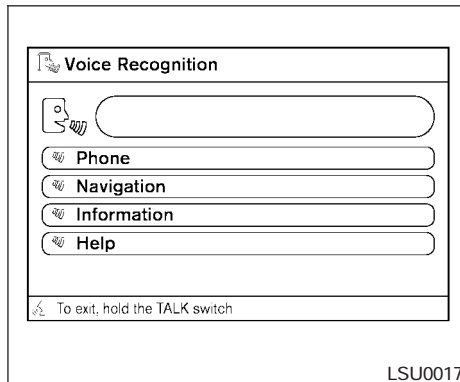 Voice Recognition
Phone
Navigation
Information
Help
To exit, hold the TALK switch
LSU0017